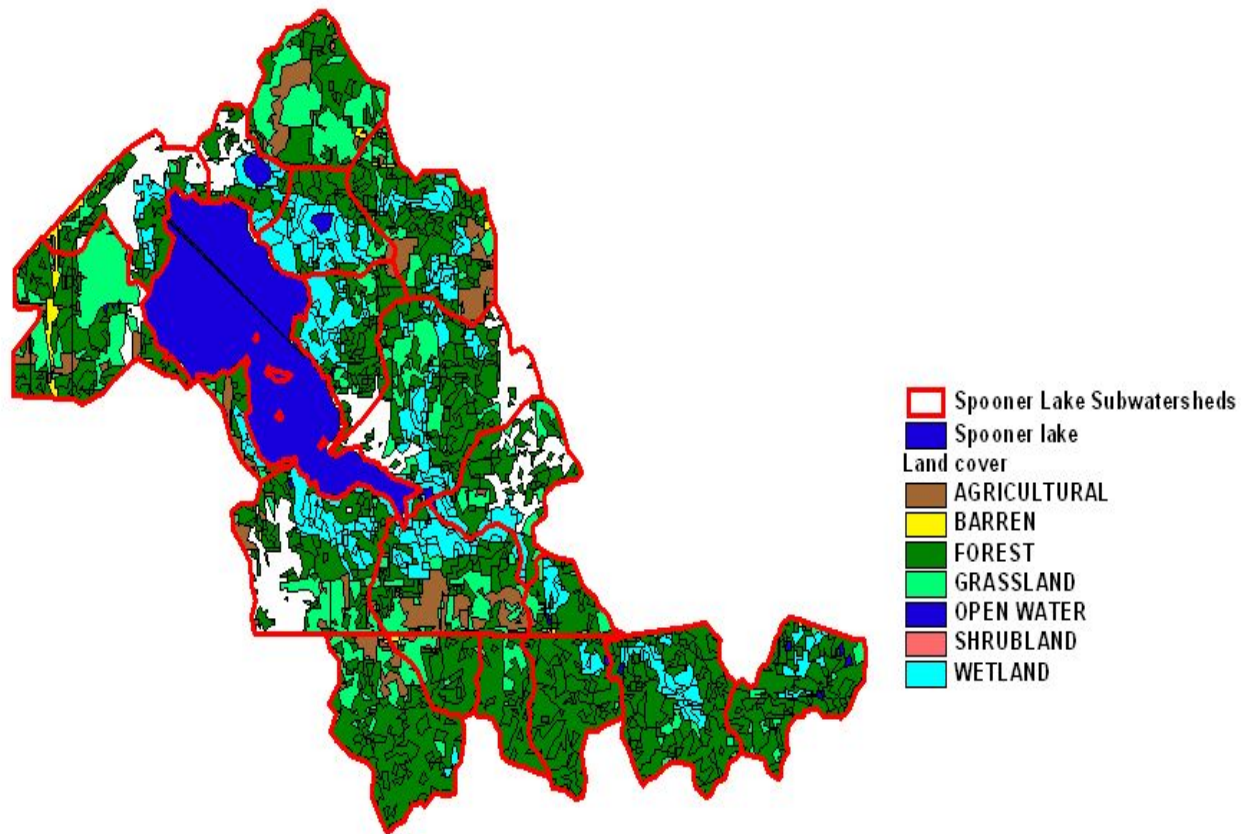 Spooner Lake Subwatersheds
Spooner lake
Land cover
AGRICULTURAL
BARREN
FOREST
GRASSLAND
OPEN WATER
SHRUBLAND
WETLAND